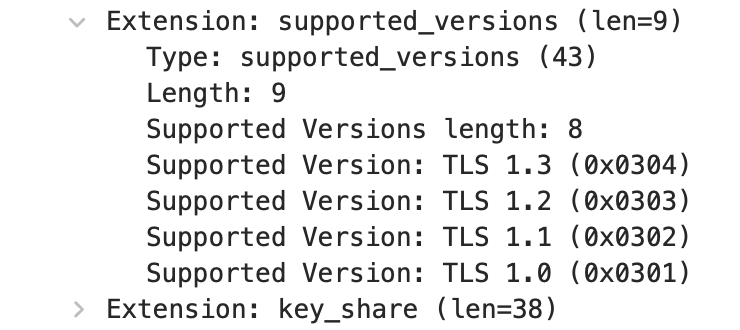 Extension: supported_versions (len=9)
Type: supported_versions (43)
Length: 9
Supported Versions length: 8
Supported Version: TLS 1.3 (0x0304)
Supported Version: TLS 1.2 (0x0303)
Supported Version: TLS 1.1 (0x0302)
Supported Version: TLS 1.0 (0x0301)
Extension: key_share (len=38)